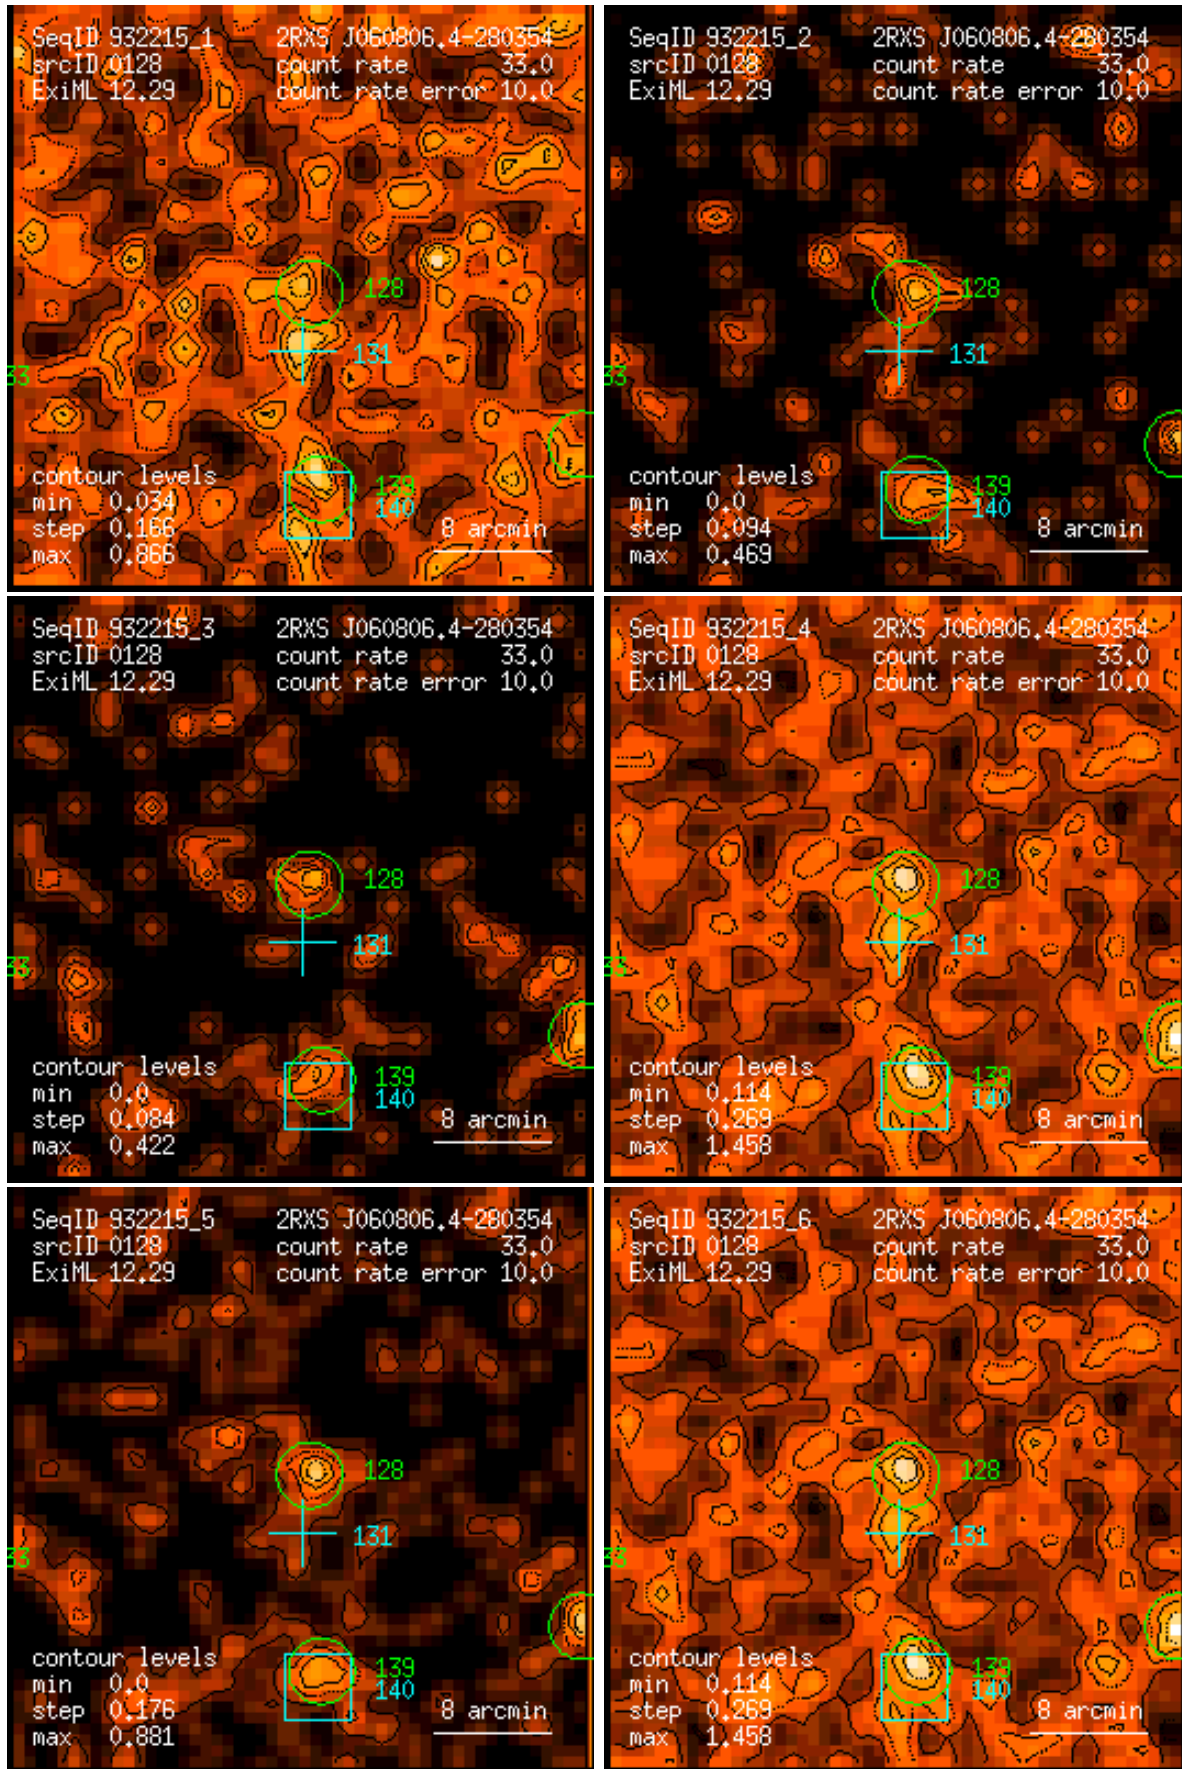 SeqID 932215_1 2RXS J060806.4-280354
srcID 0128 count rate 33.0
ExiML 12.29 count rate error 10.0
128
131
33
contour levels
min 0.034
step 0.166
max 0.866
139
140
8 arcmin
SeqID 932215_2 2RXS J060806.4-280354
srcID 0128 count rate 33.0
ExiML 12.29 count rate error 10.0
128
131
33
contour levels
min 0.0
step 0.094
max 0.469
139
140
8 arcmin
SeqID 932215_3 2RXS J060806.4-280354
srcID 0128 count rate 33.0
ExiML 12.29 count rate error 10.0
128
131
33
contour levels
min 0.0
step 0.084
max 0.422
139
140
8 arcmin
SeqID 932215_4 2RXS J060806.4-280354
srcID 0128 count rate 33.0
ExiML 12.29 count rate error 10.0
128
131
33
contour levels
min 0.114
step 0.269
max 1.458
139
140
8 arcmin
SeqID 932215_5 2RXS J060806.4-280354
srcID 0128 count rate 33.0
ExiML 12.29 count rate error 10.0
128
131
33
contour levels
min 0.0
step 0.176
max 0.881
139
140
8 arcmin
SeqID 932215_6 2RXS J060806.4-280354
srcID 0128 count rate 33.0
ExiML 12.29 count rate error 10.0
128
131
33
contour levels
min 0.114
step 0.269
max 1.458
139
140
8 arcmin